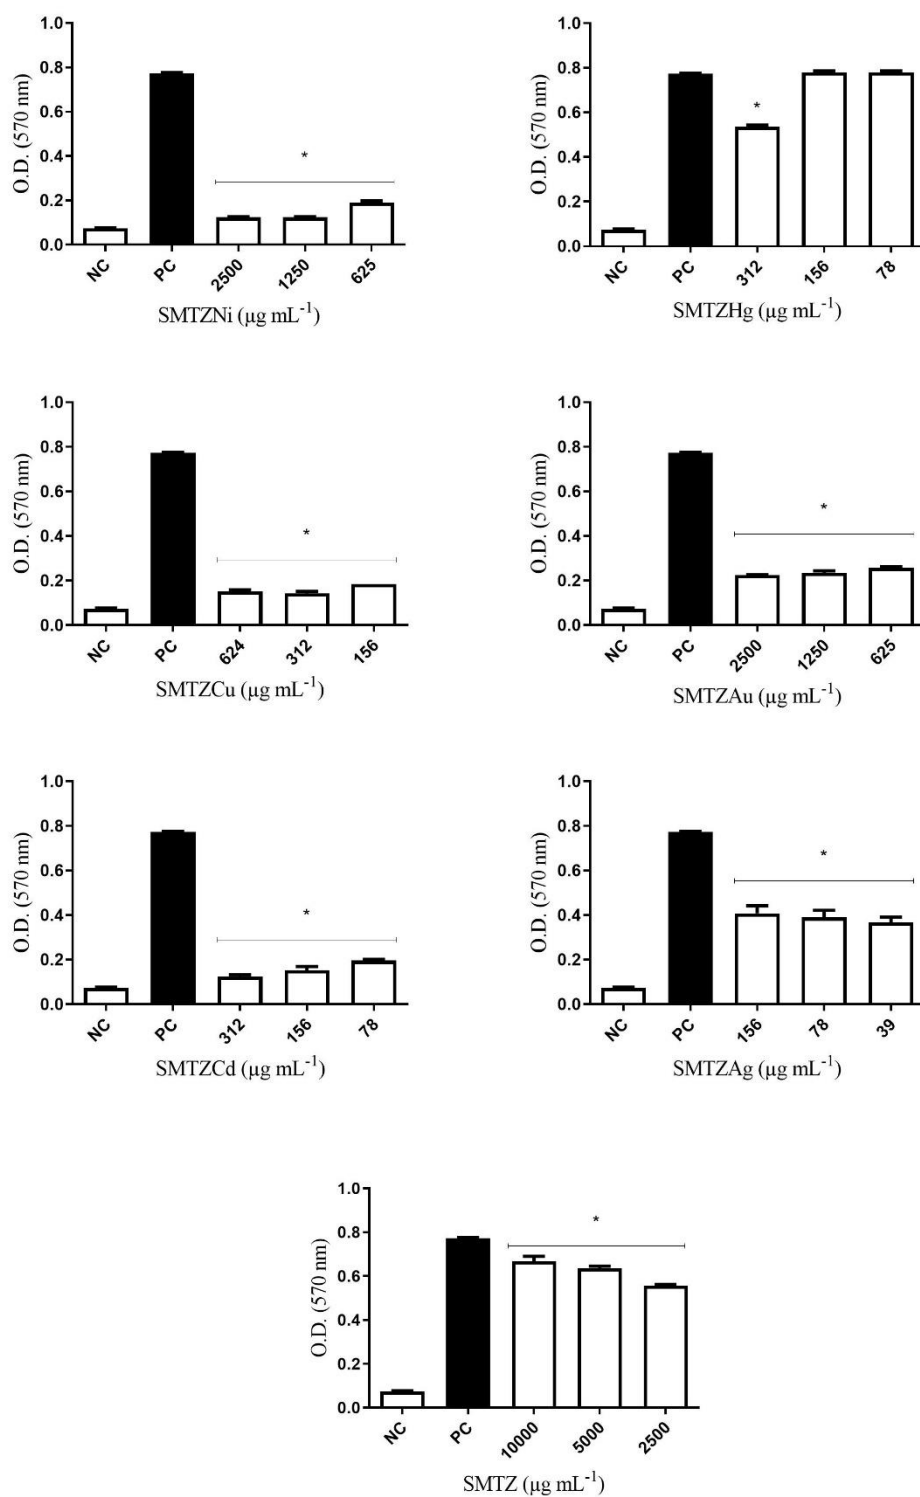 1.0
0.8
0.6
0.4
0.2
0.0
O.D. (570 nm)
*
NC PC 2500 1250 625
SMTZNi (µg mL-1)
1.0
0.8
0.6
0.4
0.2
0.0
O.D. (570 nm)
*
NC PC 312 156 78
SMTZHg (µg mL-1)
1.0
0.8
0.6
0.4
0.2
0.0
O.D. (570 nm)
*
NC PC 624 312 156
SMTZCu (µg mL-1)
1.0
0.8
0.6
0.4
0.2
0.0
O.D. (570 nm)
*
NC PC 2500 1250 625
SMTZAu (µg mL-1)
1.0
0.8
0.6
0.4
0.2
0.0
O.D. (570 nm)
*
NC PC 312 156 78
SMTZCd (µg mL-1)
1.0
0.8
0.6
0.4
0.2
0.0
O.D. (570 nm)
*
NC PC 156 78 39
SMTZAg (µg mL-1)
1.0
0.8
0.6
0.4
0.2
0.0
O.D. (570 nm)
*
NC PC 10000 5000 2500
SMTZ (µg mL-1)